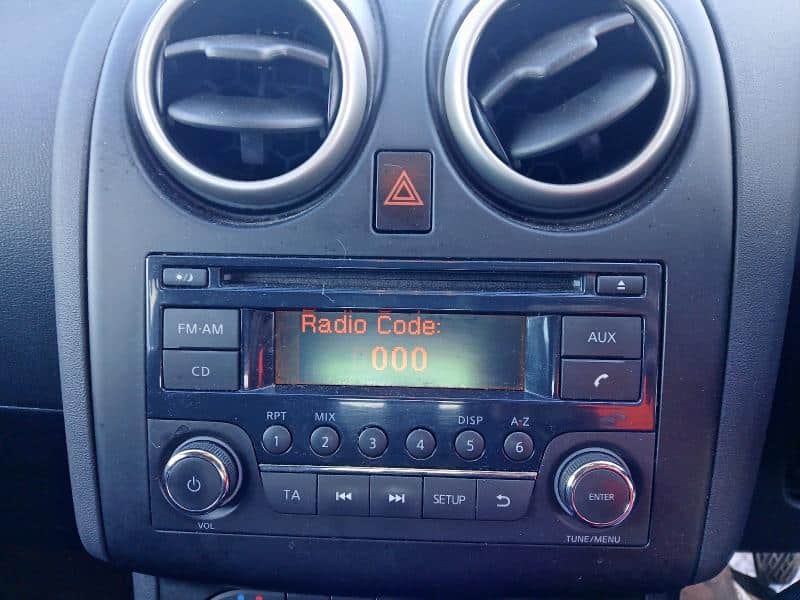 Radio Code:
000
FM·AM
CD
AUX
RPT MIX DISP A-Z
1 2 3 4 5 6
TA SETUP
VOL
ENTER
TUNE/MENU